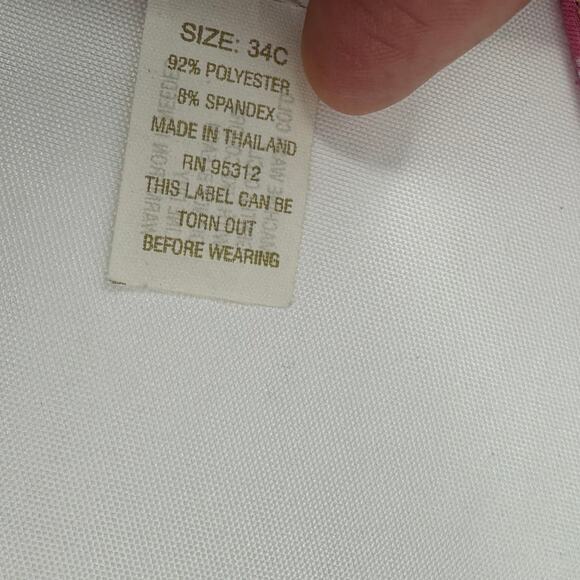 SIZE: 34C
92% POLYESTER
8% SPANDEX
MADE IN THAILAND
RN 95312
THIS LABEL CAN BE
TORN OUT
BEFORE WEARING